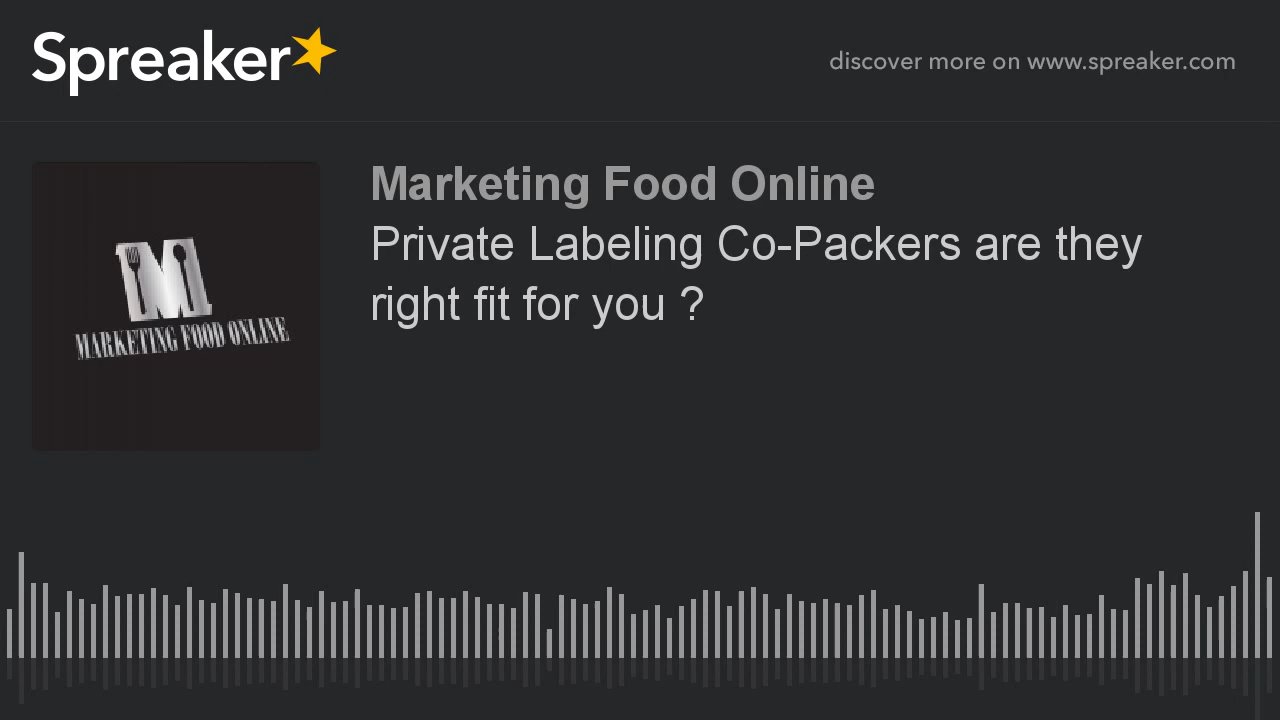 Spreaker
discover more on www.spreaker.com
Marketing Food Online
Private Labeling Co-Packers are they
right fit for you ?
M
MARKETING FOOD ONLINE